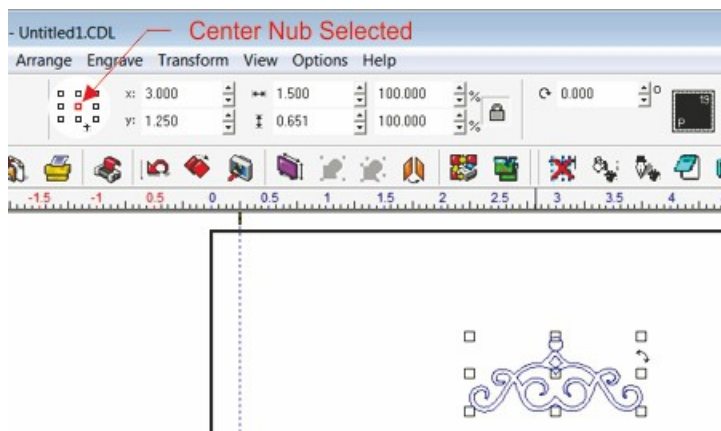 - Untitled1.CDL Center Nub Selected
Arrange Engrave Transform View Options Help
x: 3.000 1.500 100.000 % 0.000 °
y: 1.250 0.651 100.000 %
19
P
-1.5 -1 0.5 0 0.5 1 1.5 2 2.5 3 3.5 4